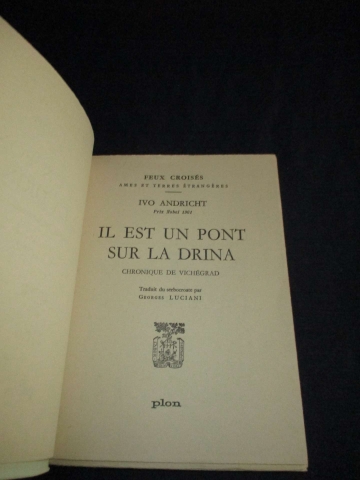 FEUX CROISÉS
AMES ET TERRES ÉTRANGÈRES
IVO ANDRICHT
Prix Nobel 1961
IL EST UN PONT
SUR LA DRINA
CHRONIQUE DE VICHÉGRAD
Traduit du serbocroate par
GEORGES LUCIANI
plon